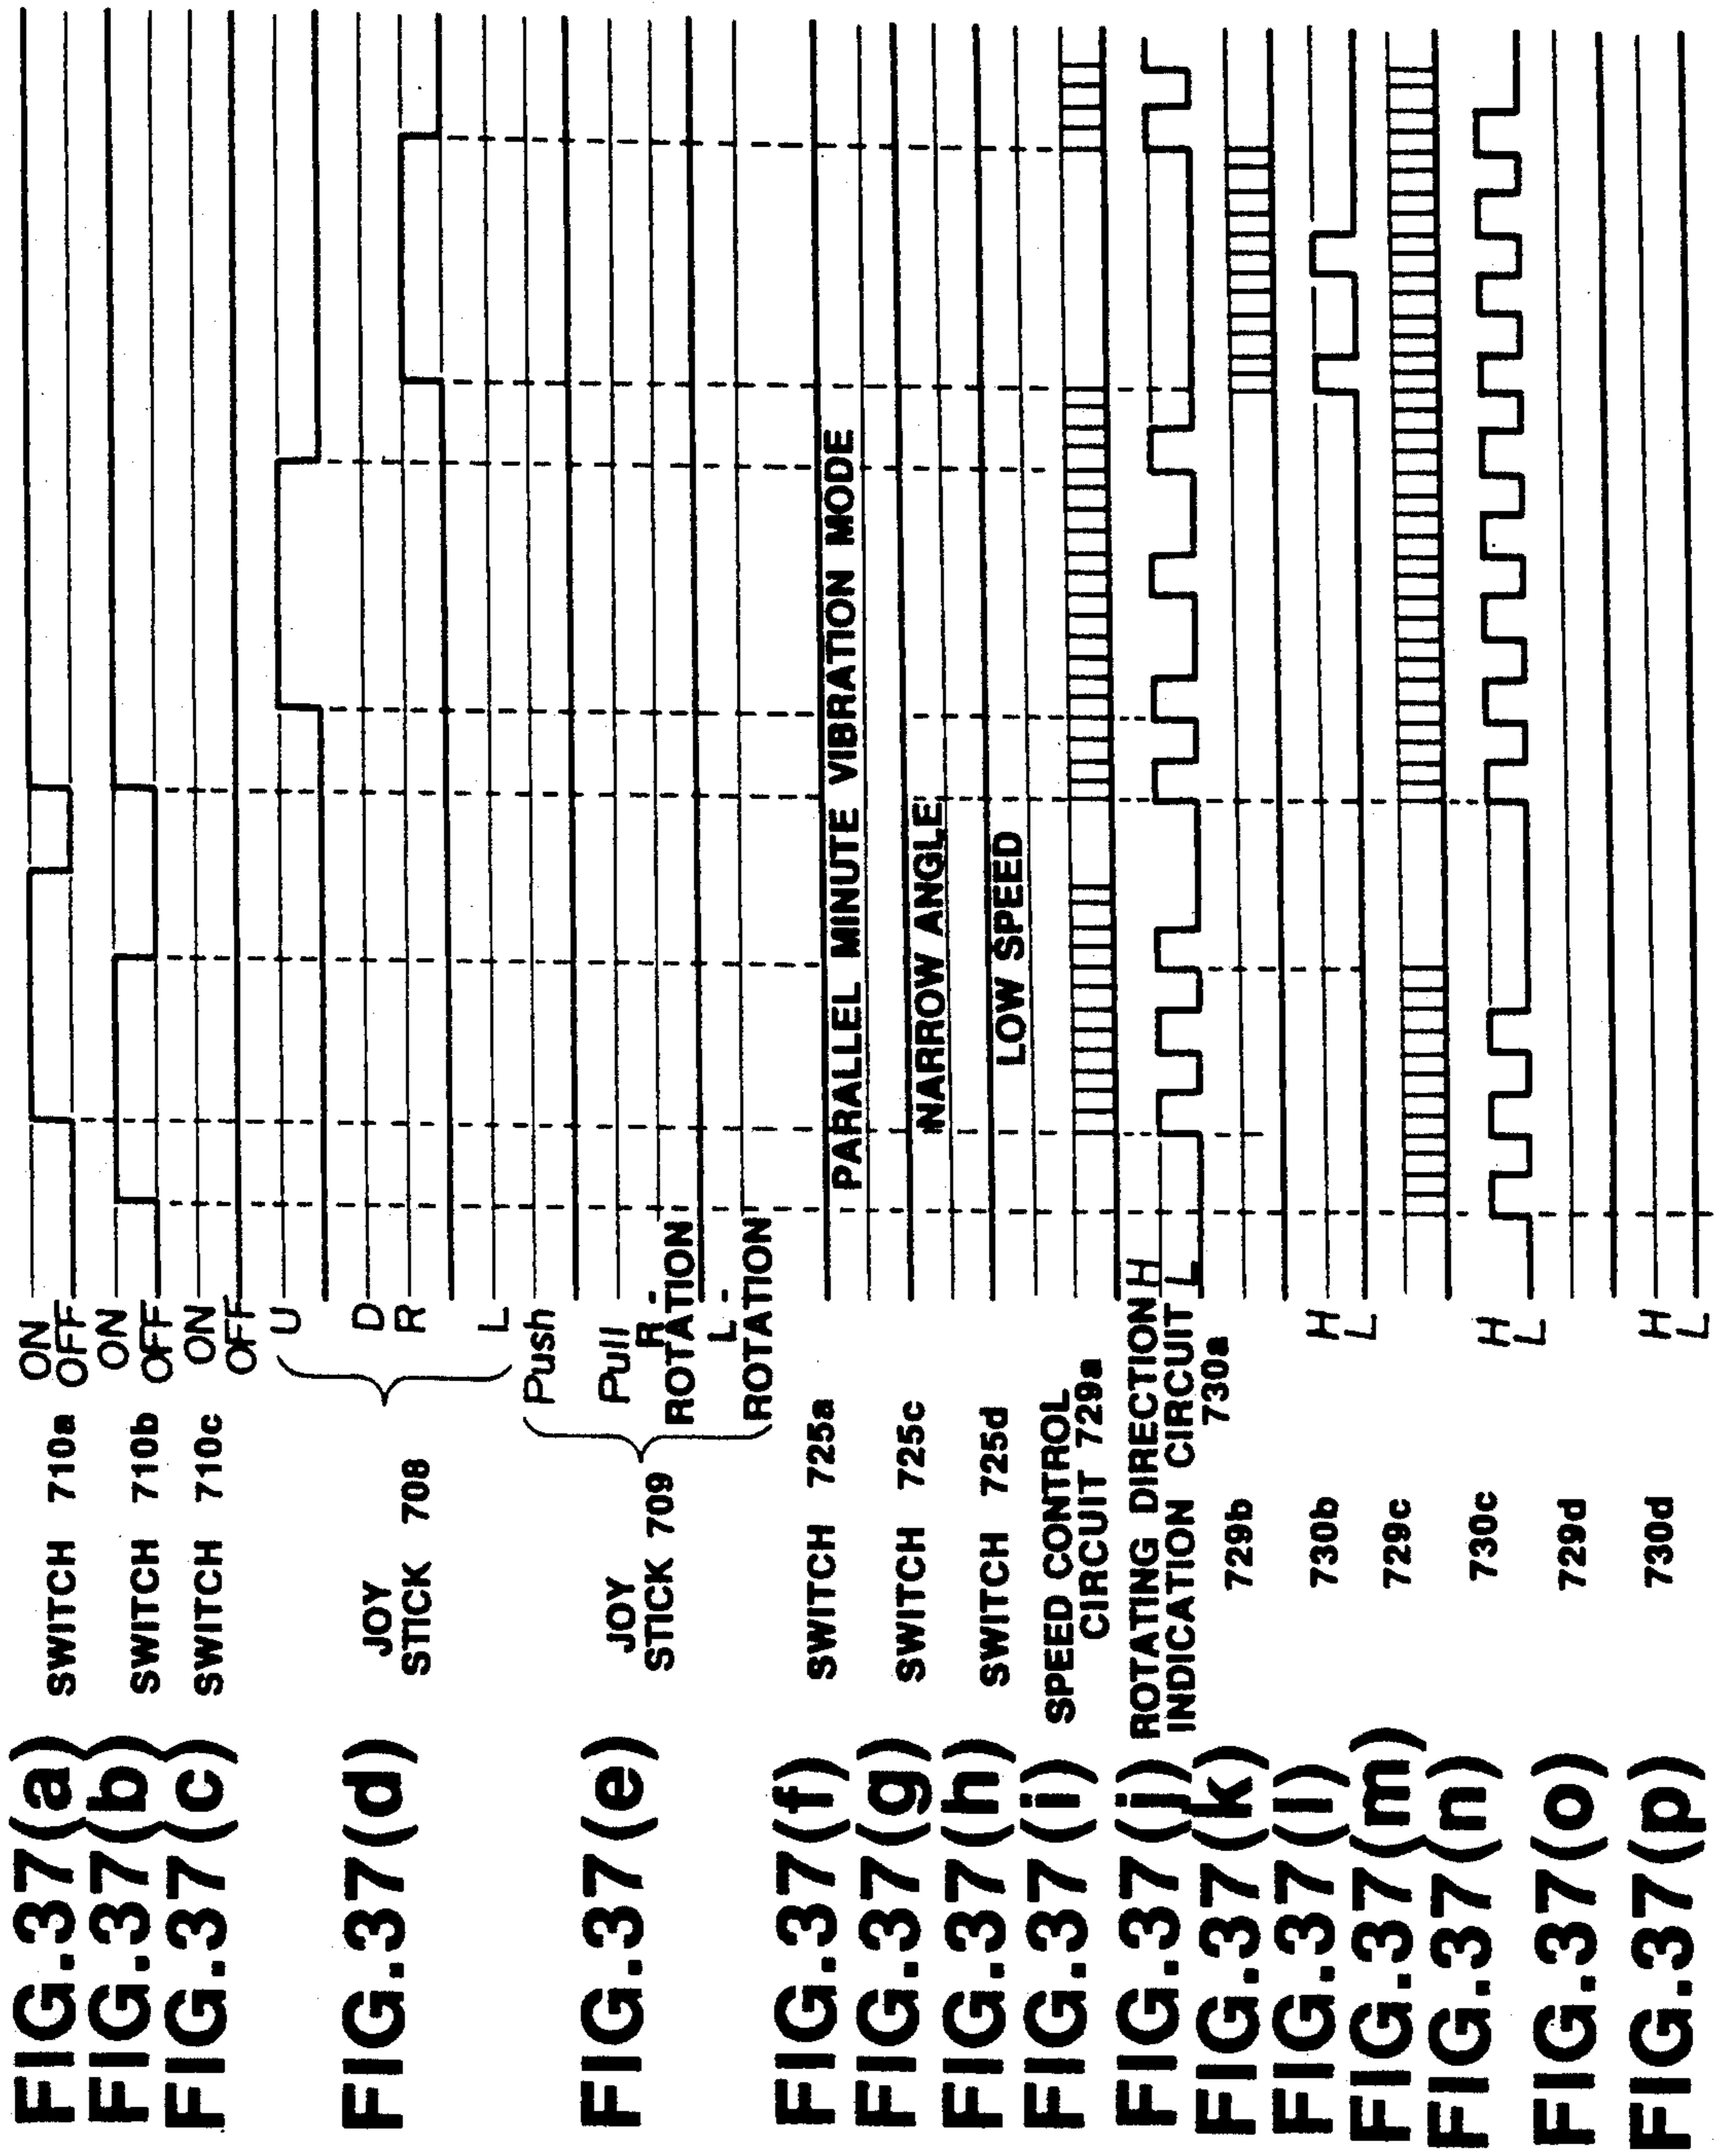 FIG.37(a) SWITCH 710a ON OFF
FIG.37(b) SWITCH 710b ON OFF
FIG.37(c) SWITCH 710c ON OFF
FIG.37(d) JOY STICK 708 U D R L
FIG.37(e) JOY STICK 709 Push Pull R- ROTATION L- ROTATION
FIG.37(f) SWITCH 725a PARALLEL MINUTE VIBRATION MODE
FIG.37(g) SWITCH 725c NARROW ANGLE
FIG.37(h) SWITCH 725d LOW SPEED
FIG.37(i) SPEED CONTROL CIRCUIT 729a
FIG.37(j) ROTATING DIRECTION INDICATION CIRCUIT 730a H L
FIG.37(k) 729b
FIG.37(l) 730b H L
FIG.37(m) 729c
FIG.37(n) 730c H L
FIG.37(o) 729d
FIG.37(p) 730d H L